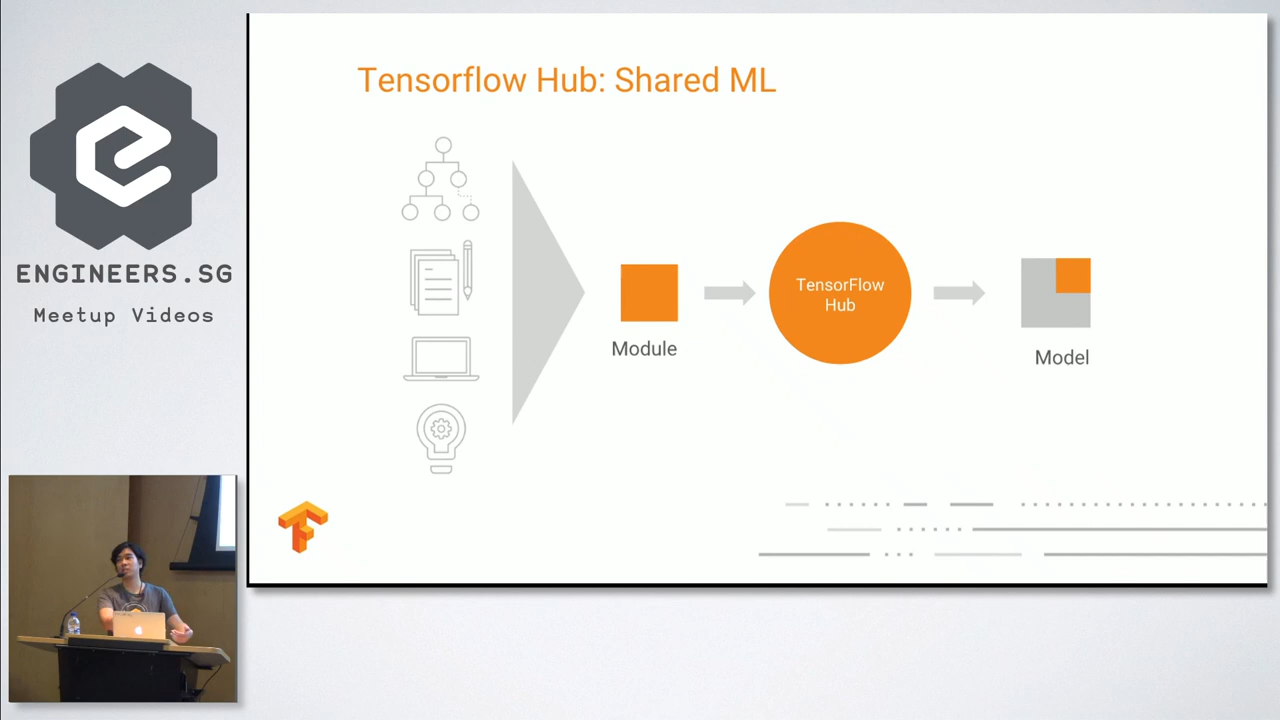 ENGINEERS.SG
Meetup Videos
Tensorflow Hub: Shared ML
Module
TensorFlow
Hub
Model